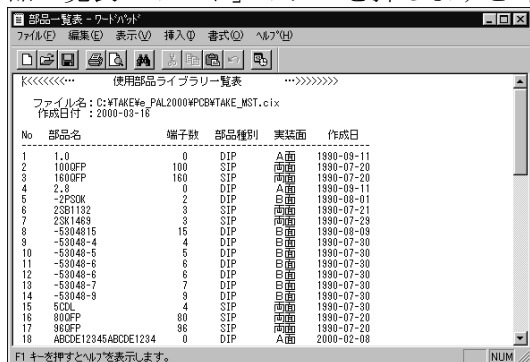 部品一覧表 - ワードパッド
ファイル(F) 編集(E) 表示(V) 挿入(I) 書式(O) ヘルプ(H)
K<<<<<<… 使用部品ライブラリ一覧表 …>>>>>>>
ファイル名：C:¥TAKE¥e_PAL2000¥PCB¥TAKE_MST.cix
作成日付 ：2000-03-16
No 部品名 端子数 部品種別 実装面 作成日
1 1.0 0 DIP A面 1990-09-11
2 100QFP 100 SIP 両面 1990-07-20
3 160QFP 160 SIP 両面 1990-07-20
4 2.8 0 DIP A面 1990-09-11
5 -2PSOK 2 DIP B面 1990-08-01
6 2SB1132 3 SIP 両面 1990-07-21
7 2SK1469 3 SIP 両面 1990-07-29
8 -5304815 15 DIP B面 1990-08-09
9 -53048-4 4 DIP B面 1990-07-30
10 -53048-5 5 DIP B面 1990-07-30
11 -53048-6 6 DIP B面 1990-07-30
12 -53048-6 6 DIP B面 1990-07-30
13 -53048-7 7 DIP B面 1990-07-30
14 -53048-9 9 DIP B面 1990-07-30
15 5CDL 4 SIP 両面 1990-07-30
16 80QFP 80 SIP 両面 1990-07-20
17 96QFP 96 SIP 両面 1990-07-20
18 ABCDE12345ABCDE1234 0 DIP A面 2000-02-08
F1 キーを押すとヘルプを表示します。 NUM